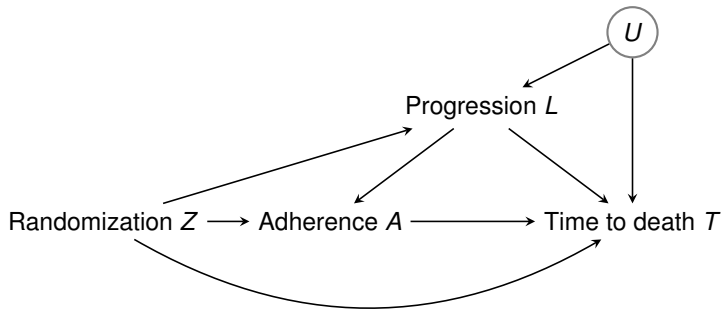 U
Progression L
Randomization Z
Adherence A
Time to death T